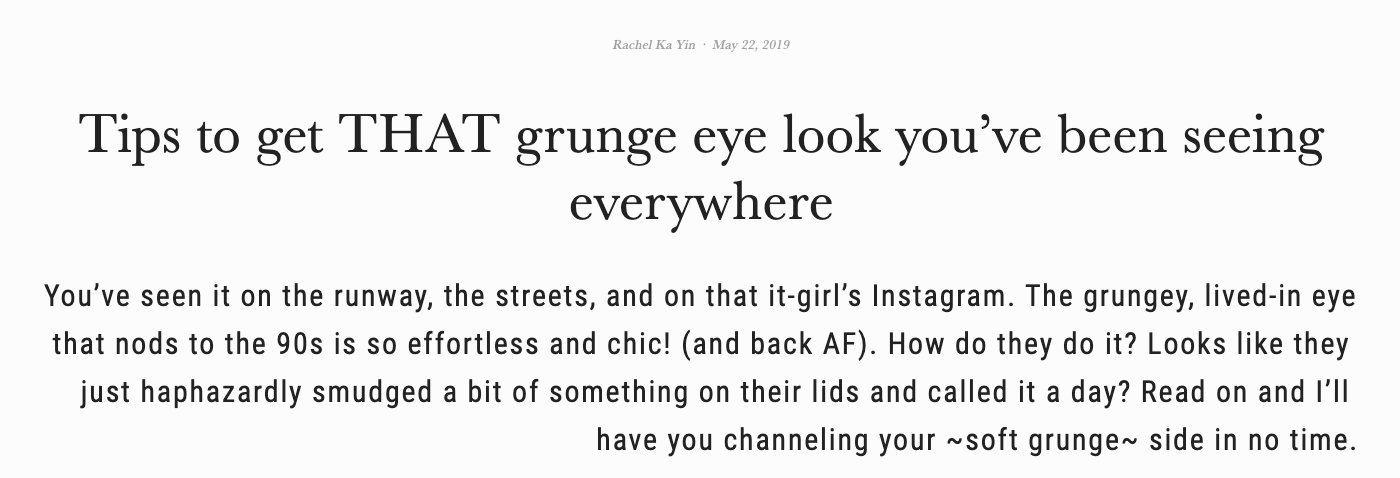 Rachel Ka Yin · May 22, 2019
Tips to get THAT grunge eye look you’ve been seeing
everywhere
You’ve seen it on the runway, the streets, and on that it-girl’s Instagram. The grungey, lived-in eye
that nods to the 90s is so effortless and chic! (and back AF). How do they do it? Looks like they
just haphazardly smudged a bit of something on their lids and called it a day? Read on and I’ll
have you channeling your ~soft grunge~ side in no time.